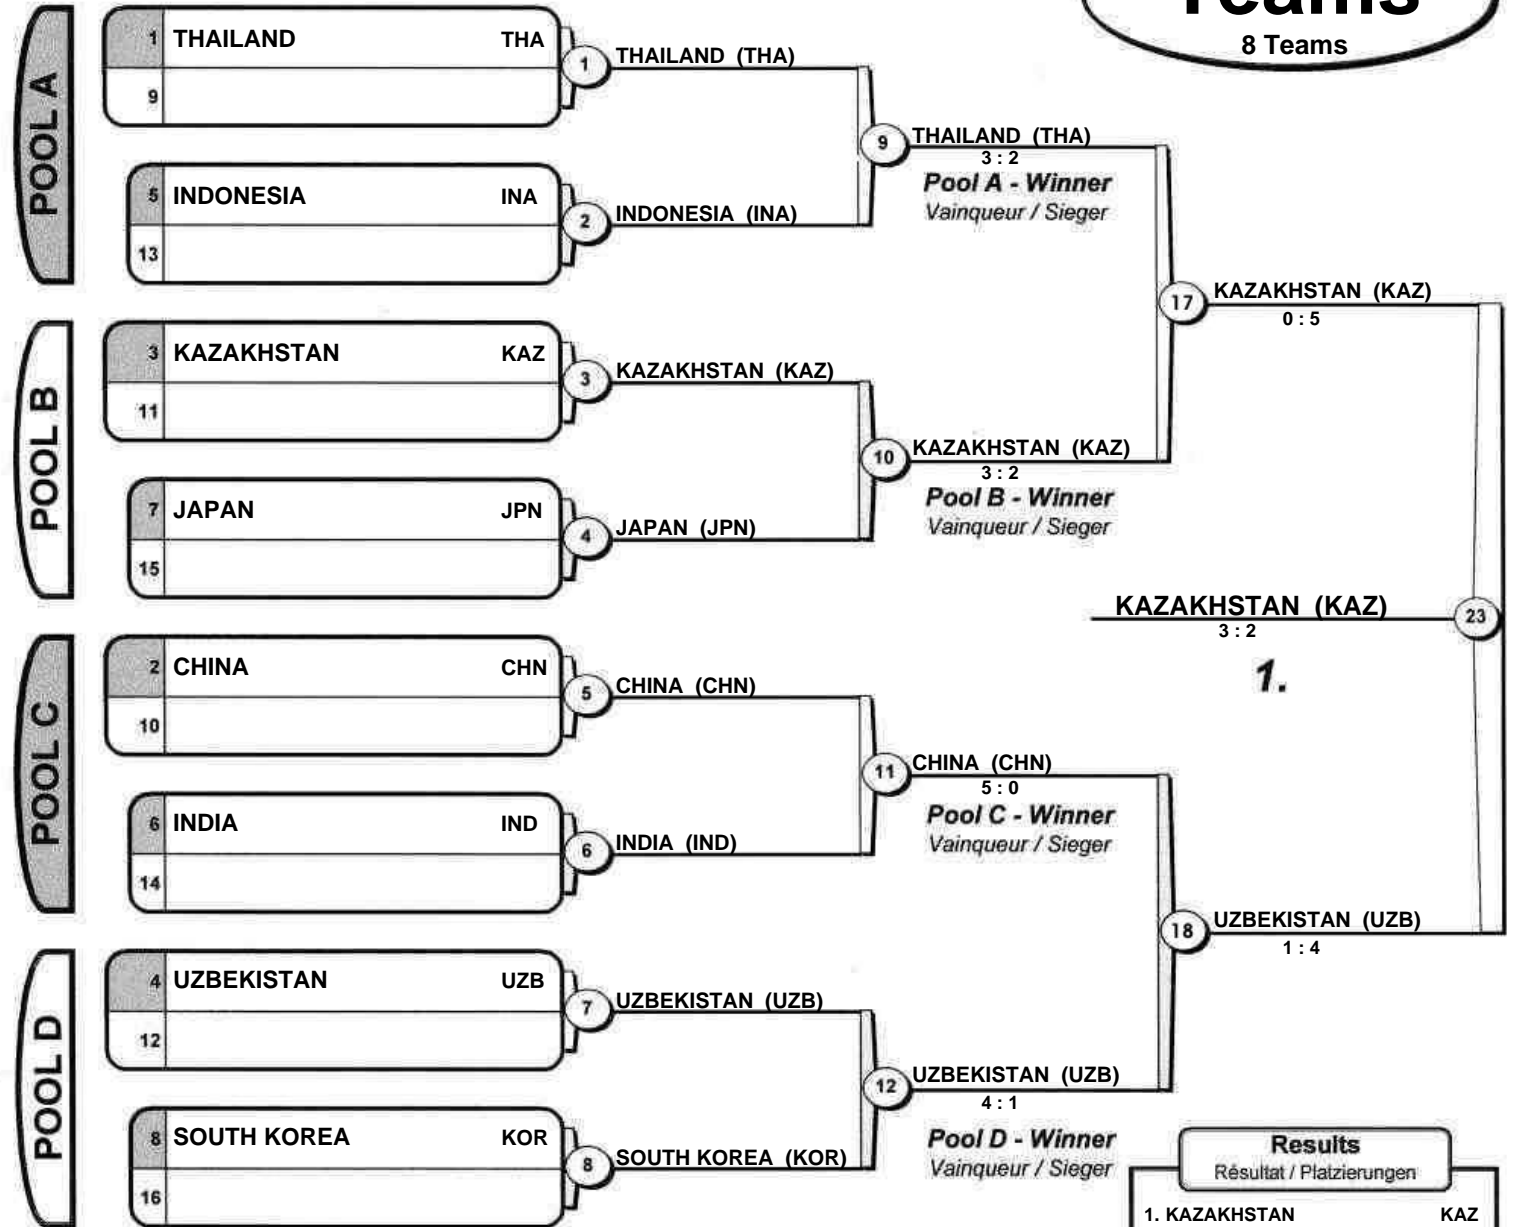 Teams
8 Teams
POOL A
1 THAILAND THA
9
1
THAILAND (THA)
5 INDONESIA INA
13
2
INDONESIA (INA)
9
THAILAND (THA)
3 : 2
Pool A - Winner
Vainqueur / Sieger
POOL B
3 KAZAKHSTAN KAZ
11
3
KAZAKHSTAN (KAZ)
7 JAPAN JPN
15
4
JAPAN (JPN)
10
KAZAKHSTAN (KAZ)
3 : 2
Pool B - Winner
Vainqueur / Sieger
17
KAZAKHSTAN (KAZ)
0 : 5
KAZAKHSTAN (KAZ)
3 : 2
1.
23
POOL C
2 CHINA CHN
10
5
CHINA (CHN)
6 INDIA IND
14
6
INDIA (IND)
11
CHINA (CHN)
5 : 0
Pool C - Winner
Vainqueur / Sieger
POOL D
4 UZBEKISTAN UZB
12
7
UZBEKISTAN (UZB)
8 SOUTH KOREA KOR
16
8
SOUTH KOREA (KOR)
12
UZBEKISTAN (UZB)
4 : 1
Pool D - Winner
Vainqueur / Sieger
18
UZBEKISTAN (UZB)
1 : 4
Results
Résultat / Platzierungen
1. KAZAKHSTAN KAZ